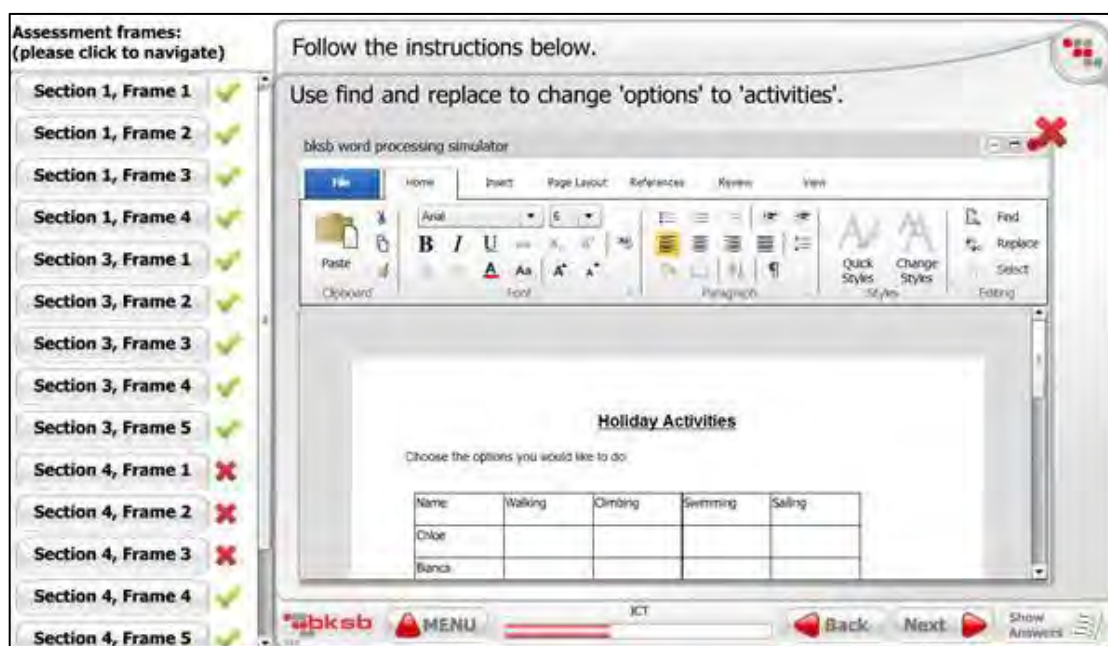 Assessment frames:
(please click to navigate)
Section 1, Frame 1
Section 1, Frame 2
Section 1, Frame 3
Section 1, Frame 4
Section 3, Frame 1
Section 3, Frame 2
Section 3, Frame 3
Section 3, Frame 4
Section 3, Frame 5
Section 4, Frame 1
Section 4, Frame 2
Section 4, Frame 3
Section 4, Frame 4
Section 4, Frame 5
Follow the instructions below.
Use find and replace to change 'options' to 'activities'.
bksb word processing simulator
File Home Insert Page Layout References Review View
Paste
Clipboard
Arial 6
B I U
A Aa A A
Font
Paragraph
Quick Styles
Change Styles
Styles
Find
Replace
Select
Editing
Holiday Activities
Choose the options you would like to do
Name Walking Climbing Swimming Sailing
Chloe
Bianca
bksb MENU ICT Back Next Show Answers